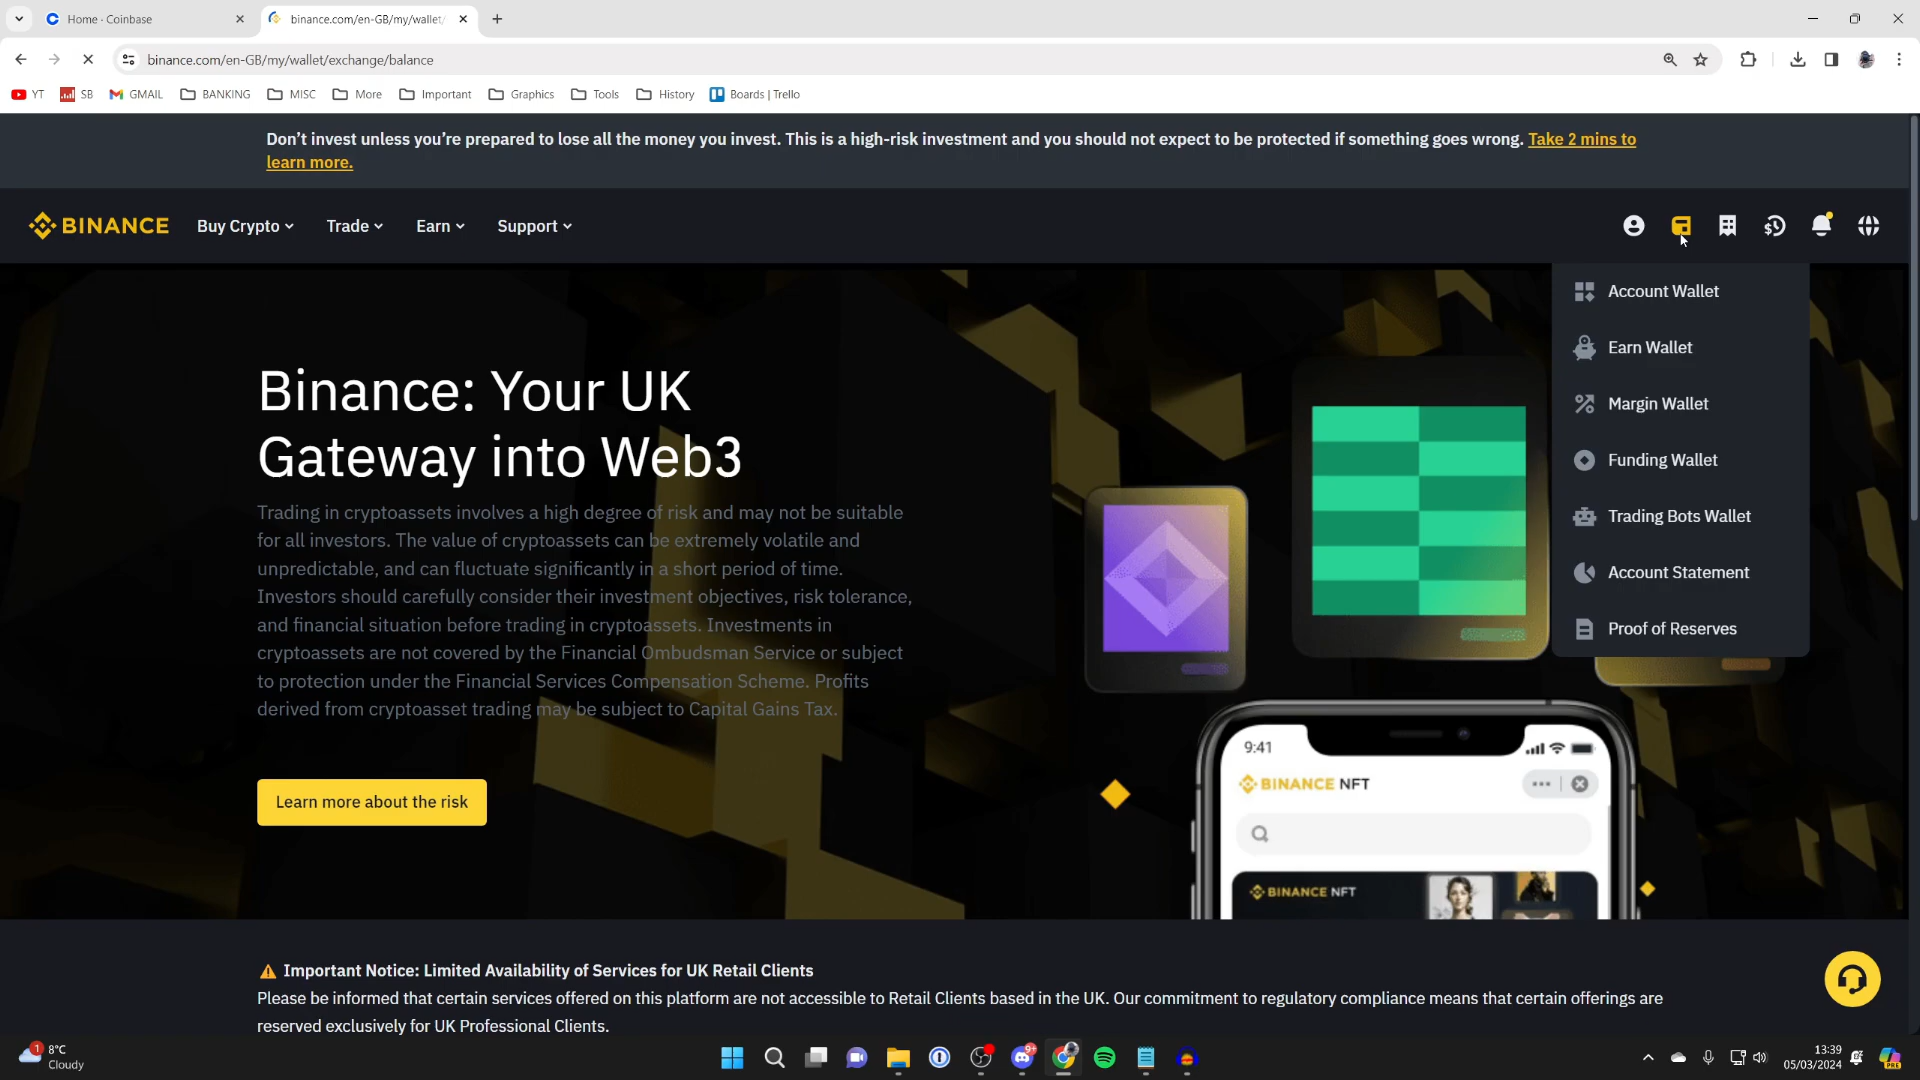 Home - Coinbase
binance.com/en-GB/my/wallet/
binance.com/en-GB/my/wallet/exchange/balance
YT
SB
GMAIL
BANKING
MISC
More
Important
Graphics
Tools
History
Boards | Trello
Don't invest unless you're prepared to lose all the money you invest. This is a high-risk investment and you should not expect to be protected if something goes wrong. Take 2 mins to
learn more.
BINANCE
Buy Crypto
Trade
Earn
Support
Account Wallet
Earn Wallet
Margin Wallet
Funding Wallet
Trading Bots Wallet
Account Statement
Proof of Reserves
Binance: Your UK
Gateway into Web3
Trading in cryptoassets involves a high degree of risk and may not be suitable
for all investors. The value of cryptoassets can be extremely volatile and
unpredictable, and can fluctuate significantly in a short period of time.
Investors should carefully consider their investment objectives, risk tolerance,
and financial situation before trading in cryptoassets. Investments in
cryptoassets are not covered by the Financial Ombudsman Service or subject
to protection under the Financial Services Compensation Scheme. Profits
derived from cryptoasset trading may be subject to Capital Gains Tax.
Learn more about the risk
9:41
BINANCE NFT
BINANCE NFT
⚠ Important Notice: Limited Availability of Services for UK Retail Clients
Please be informed that certain services offered on this platform are not accessible to Retail Clients based in the UK. Our commitment to regulatory compliance means that certain offerings are
reserved exclusively for UK Professional Clients.
1
8°C
Cloudy
9+
13:39
05/03/2024
PRE